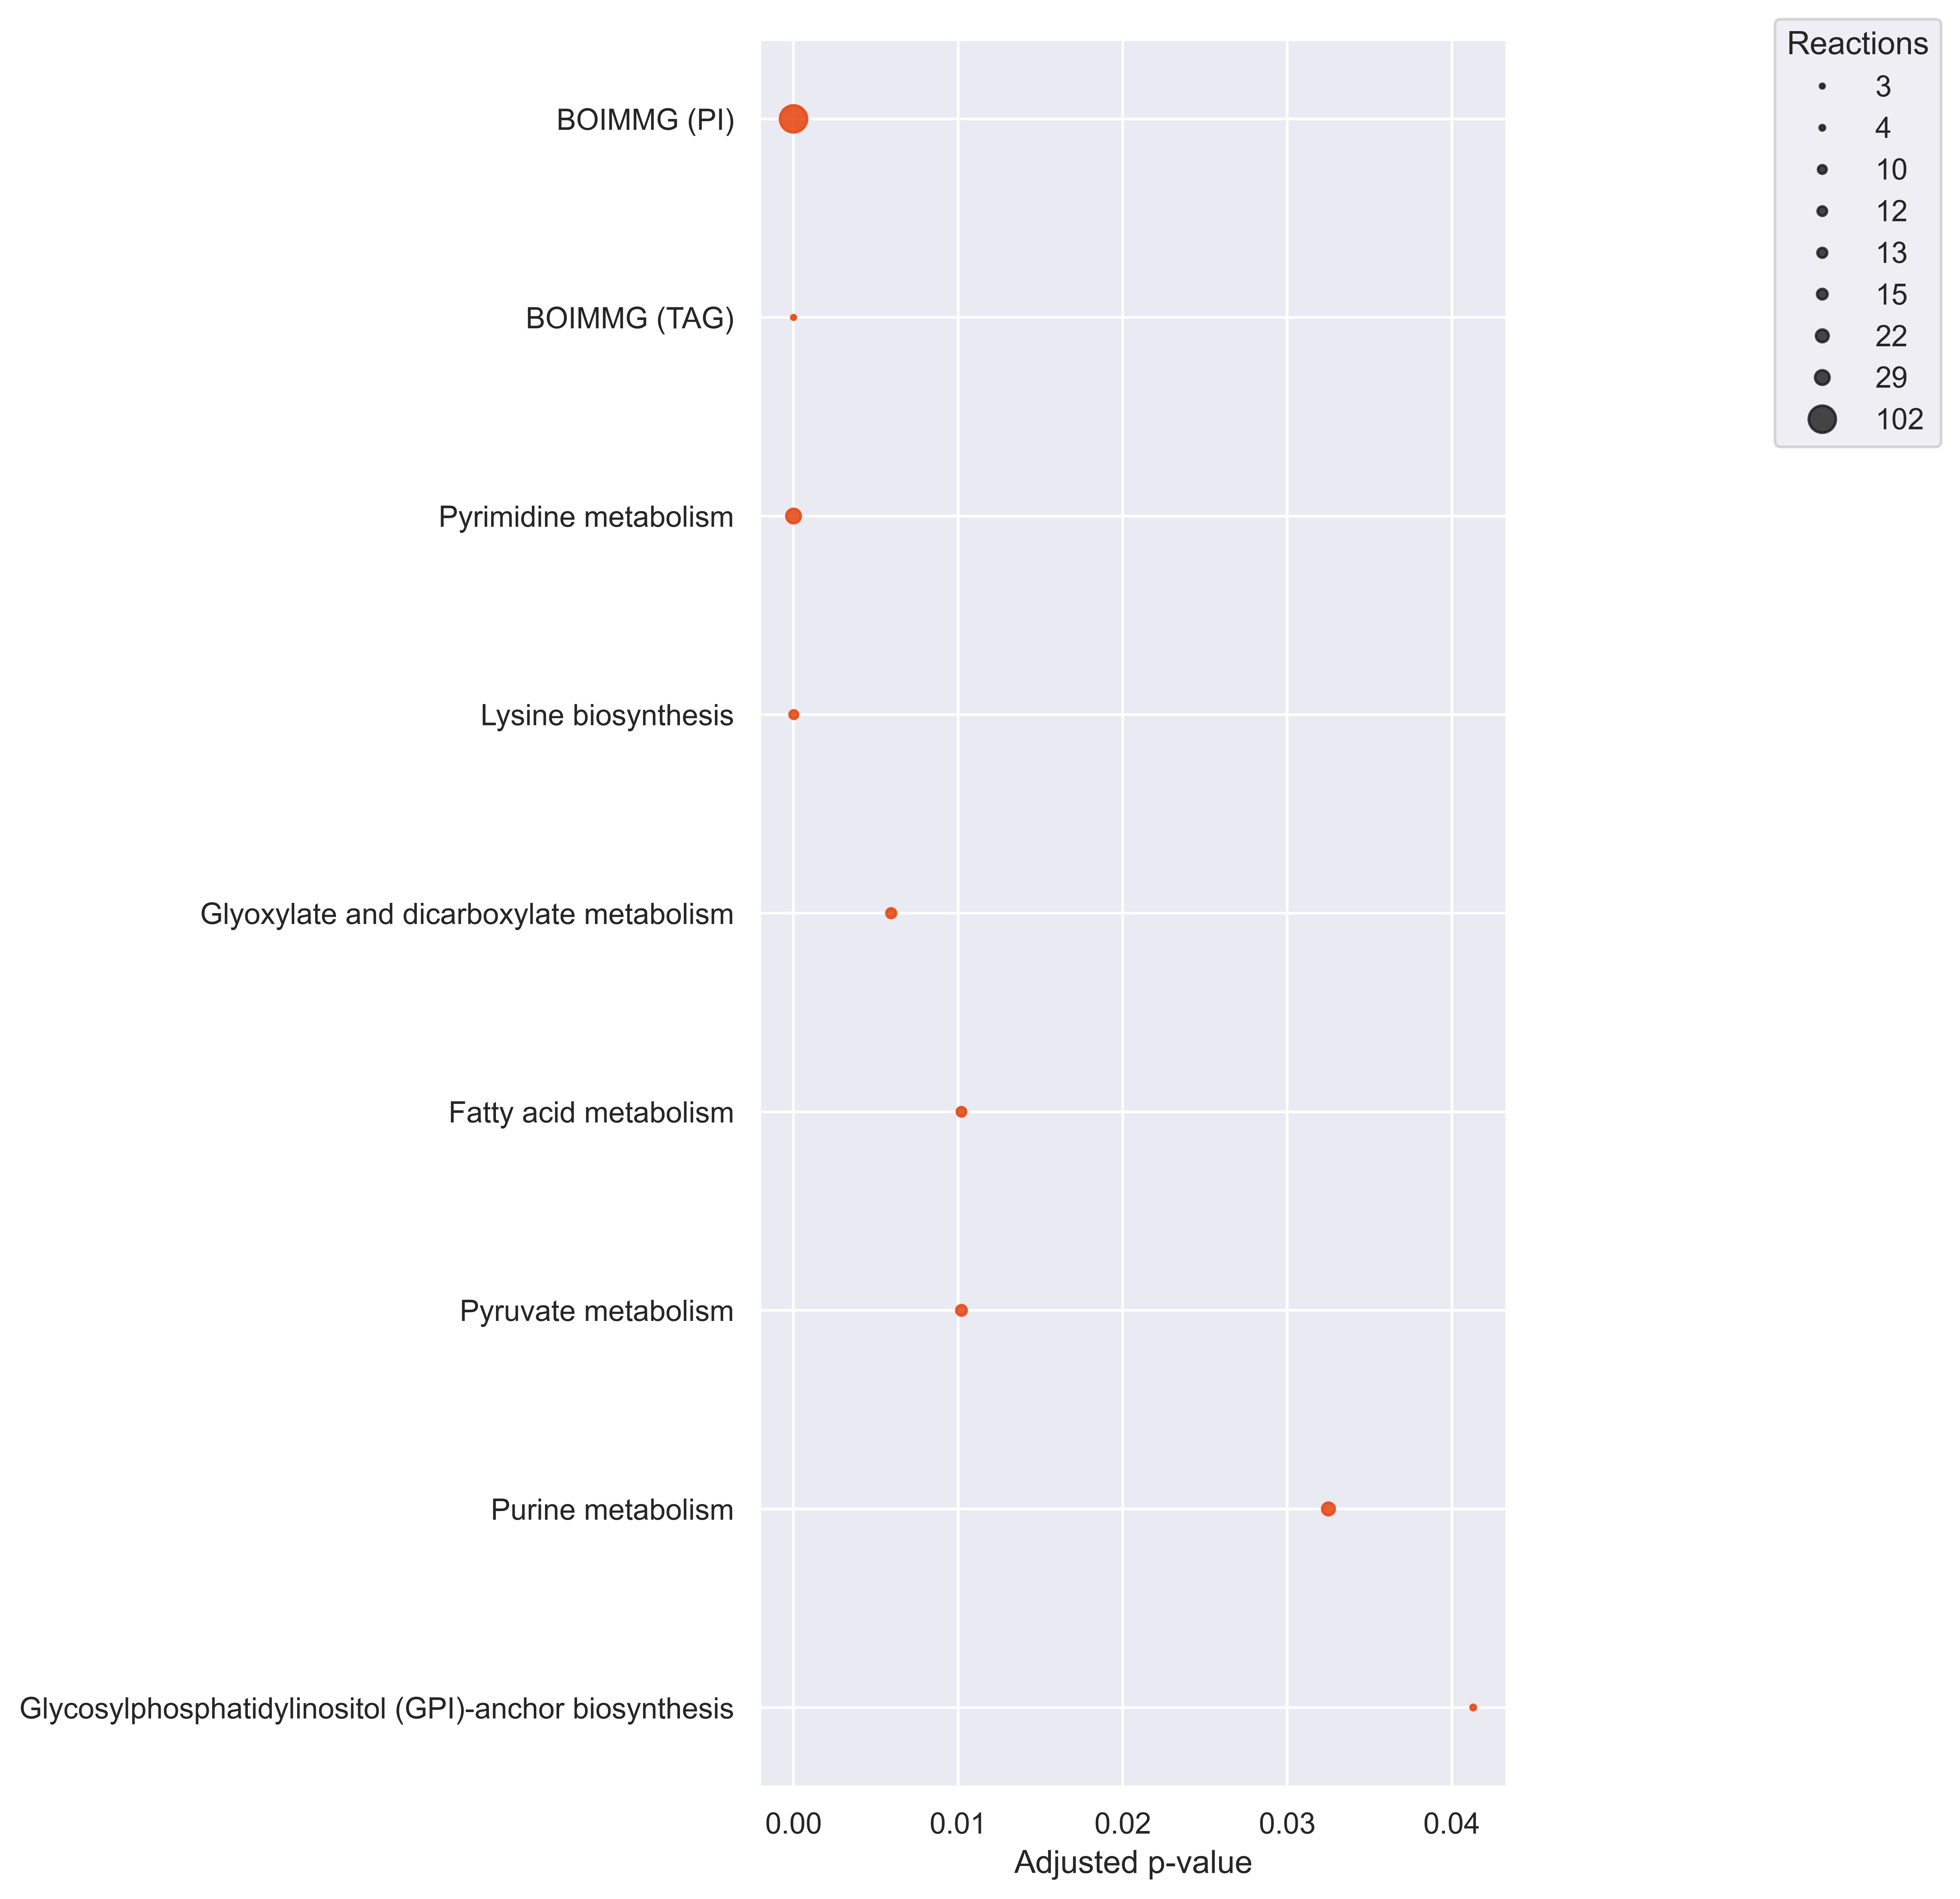 BOIMMG (PI)
BOIMMG (TAG)
Pyrimidine metabolism
Lysine biosynthesis
Glyoxylate and dicarboxylate metabolism
Fatty acid metabolism
Pyruvate metabolism
Purine metabolism
Glycosylphosphatidylinositol (GPI)-anchor biosynthesis
0.00 0.01 0.02 0.03 0.04
Adjusted p-value
Reactions
3
4
10
12
13
15
22
29
102